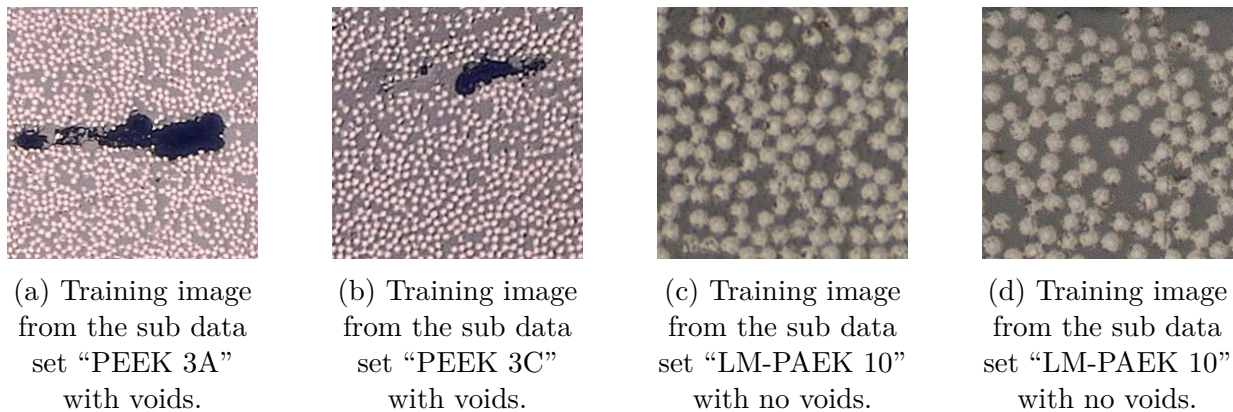 (a) Training image
from the sub data
set “PEEK 3A”
with voids.
(b) Training image
from the sub data
set “PEEK 3C”
with voids.
(c) Training image
from the sub data
set “LM-PAEK 10”
with no voids.
(d) Training image
from the sub data
set “LM-PAEK 10”
with no voids.